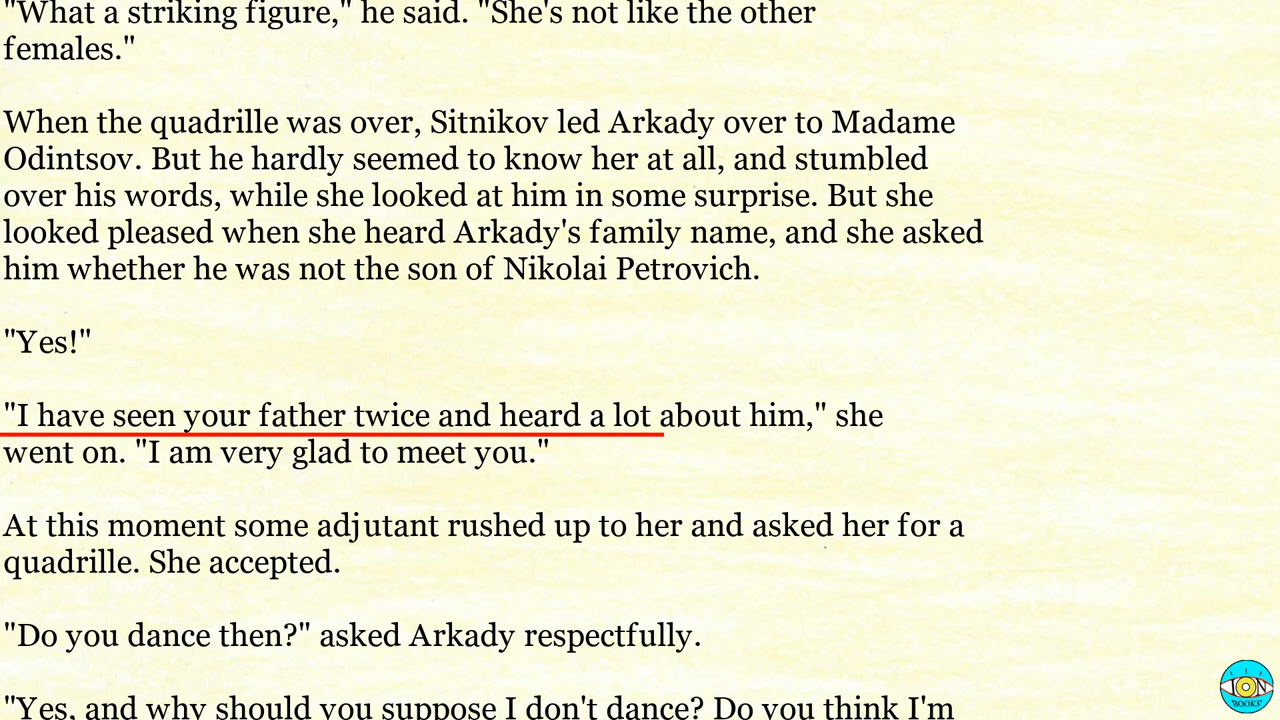 "What a striking figure," he said. "She's not like the other
females."
When the quadrille was over, Sitnikov led Arkady over to Madame
Odintsov. But he hardly seemed to know her at all, and stumbled
over his words, while she looked at him in some surprise. But she
looked pleased when she heard Arkady's family name, and she asked
him whether he was not the son of Nikolai Petrovich.
"Yes!"
"I have seen your father twice and heard a lot about him," she
went on. "I am very glad to meet you."
At this moment some adjutant rushed up to her and asked her for a
quadrille. She accepted.
"Do you dance then?" asked Arkady respectfully.
"Yes, and why should you suppose I don't dance? Do you think I'm
ION
BOOKS